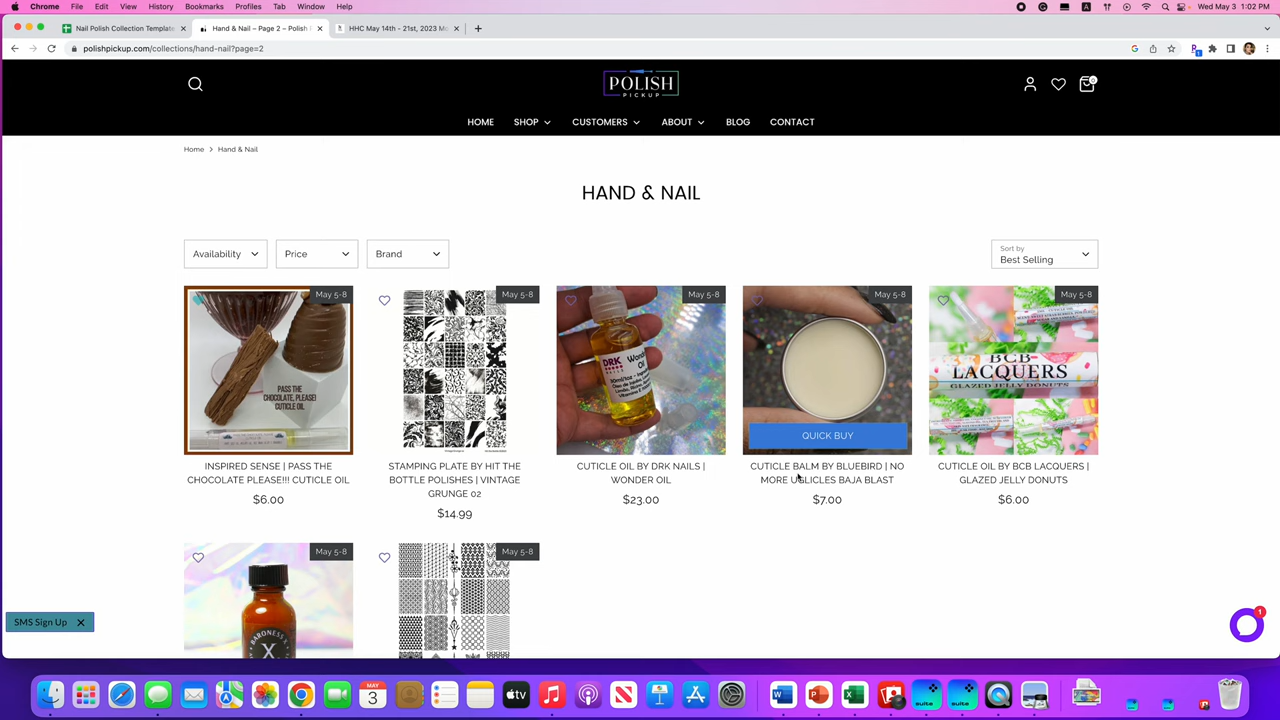 Chrome File Edit View History Bookmarks Profiles Tab Window Help
A
Wed May 3 1:02 PM
Nail Polish Collection Template
Hand & Nail – Page 2 – Polish
HHC May 14th - 21st, 2023
polishpickup.com/collections/hand-nail?page=2
POLISH
PICKUP
0
HOME SHOP CUSTOMERS ABOUT BLOG CONTACT
Home > Hand & Nail
HAND & NAIL
Availability
Price
Brand
Sort by
Best Selling
May 5-8
May 5-8
May 5-8
May 5-8
May 5-8
PASS THE
CHOCOLATE, PLEASE!
CUTICLE OIL
DRK
NAILS
BCB
LACQUERS
GLAZED JELLY DONUTS
QUICK BUY
INSPIRED SENSE | PASS THE
CHOCOLATE PLEASE!!! CUTICLE OIL
$6.00
STAMPING PLATE BY HIT THE
BOTTLE POLISHES | VINTAGE
GRUNGE 02
$14.99
CUTICLE OIL BY DRK NAILS |
WONDER OIL
$23.00
CUTICLE BALM BY BLUEBIRD | NO
MORE UGLICLES BAJA BLAST
$7.00
CUTICLE OIL BY BCB LACQUERS |
GLAZED JELLY DONUTS
$6.00
May 5-8
May 5-8
BARONESS X
X
SMS Sign Up
1
MAY
3